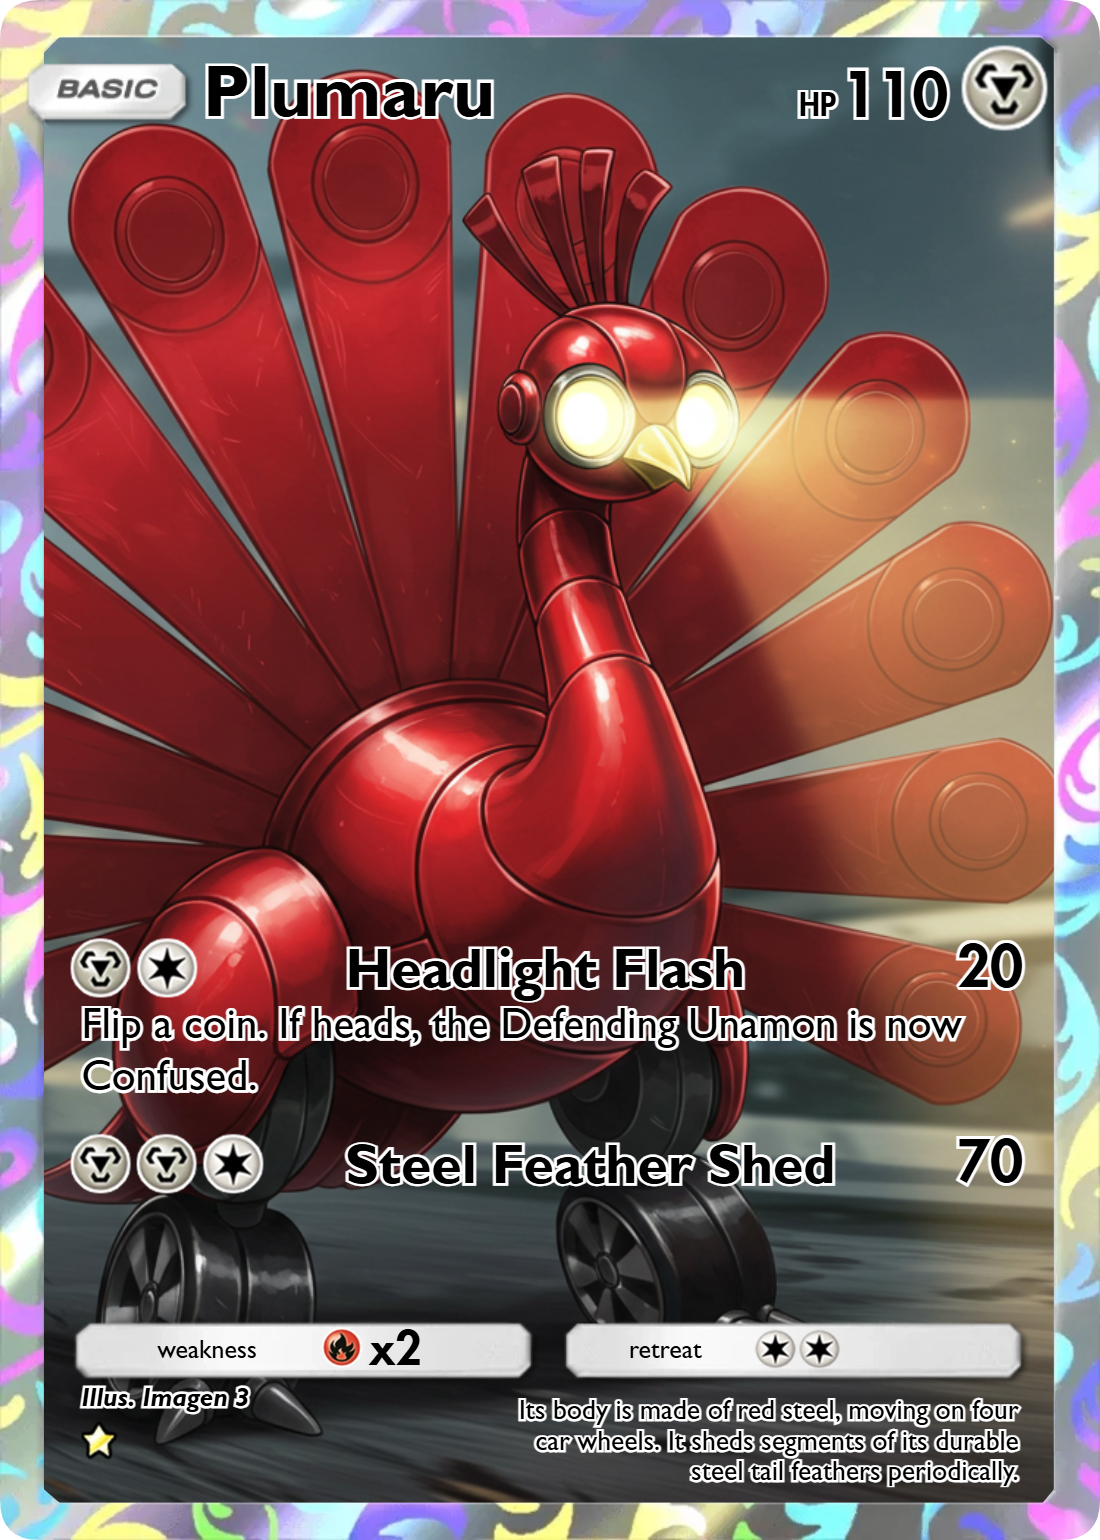 BASIC
Plumaru
HP 110
Headlight Flash 20
Flip a coin. If heads, the Defending Unamon is now
Confused.
Steel Feather Shed 70
weakness x2
retreat
Illus. Imagen 3
Its body is made of red steel, moving on four
car wheels. It sheds segments of its durable
steel tail feathers periodically.